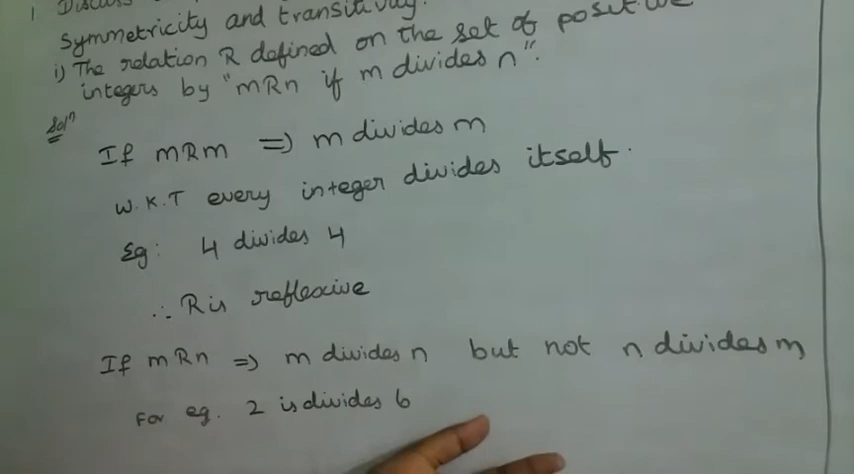 1 Discuss
symmetricity and transitivity.
i) The relation R defined on the set of positive
integers by "mRn if m divides n".
Soln
If mRm => m divides m
W.K.T every integer divides itself.
Eg: 4 divides 4
∴ R is reflexive
If mRn => m divides n but not n divides m
For eg. 2 is divides 6